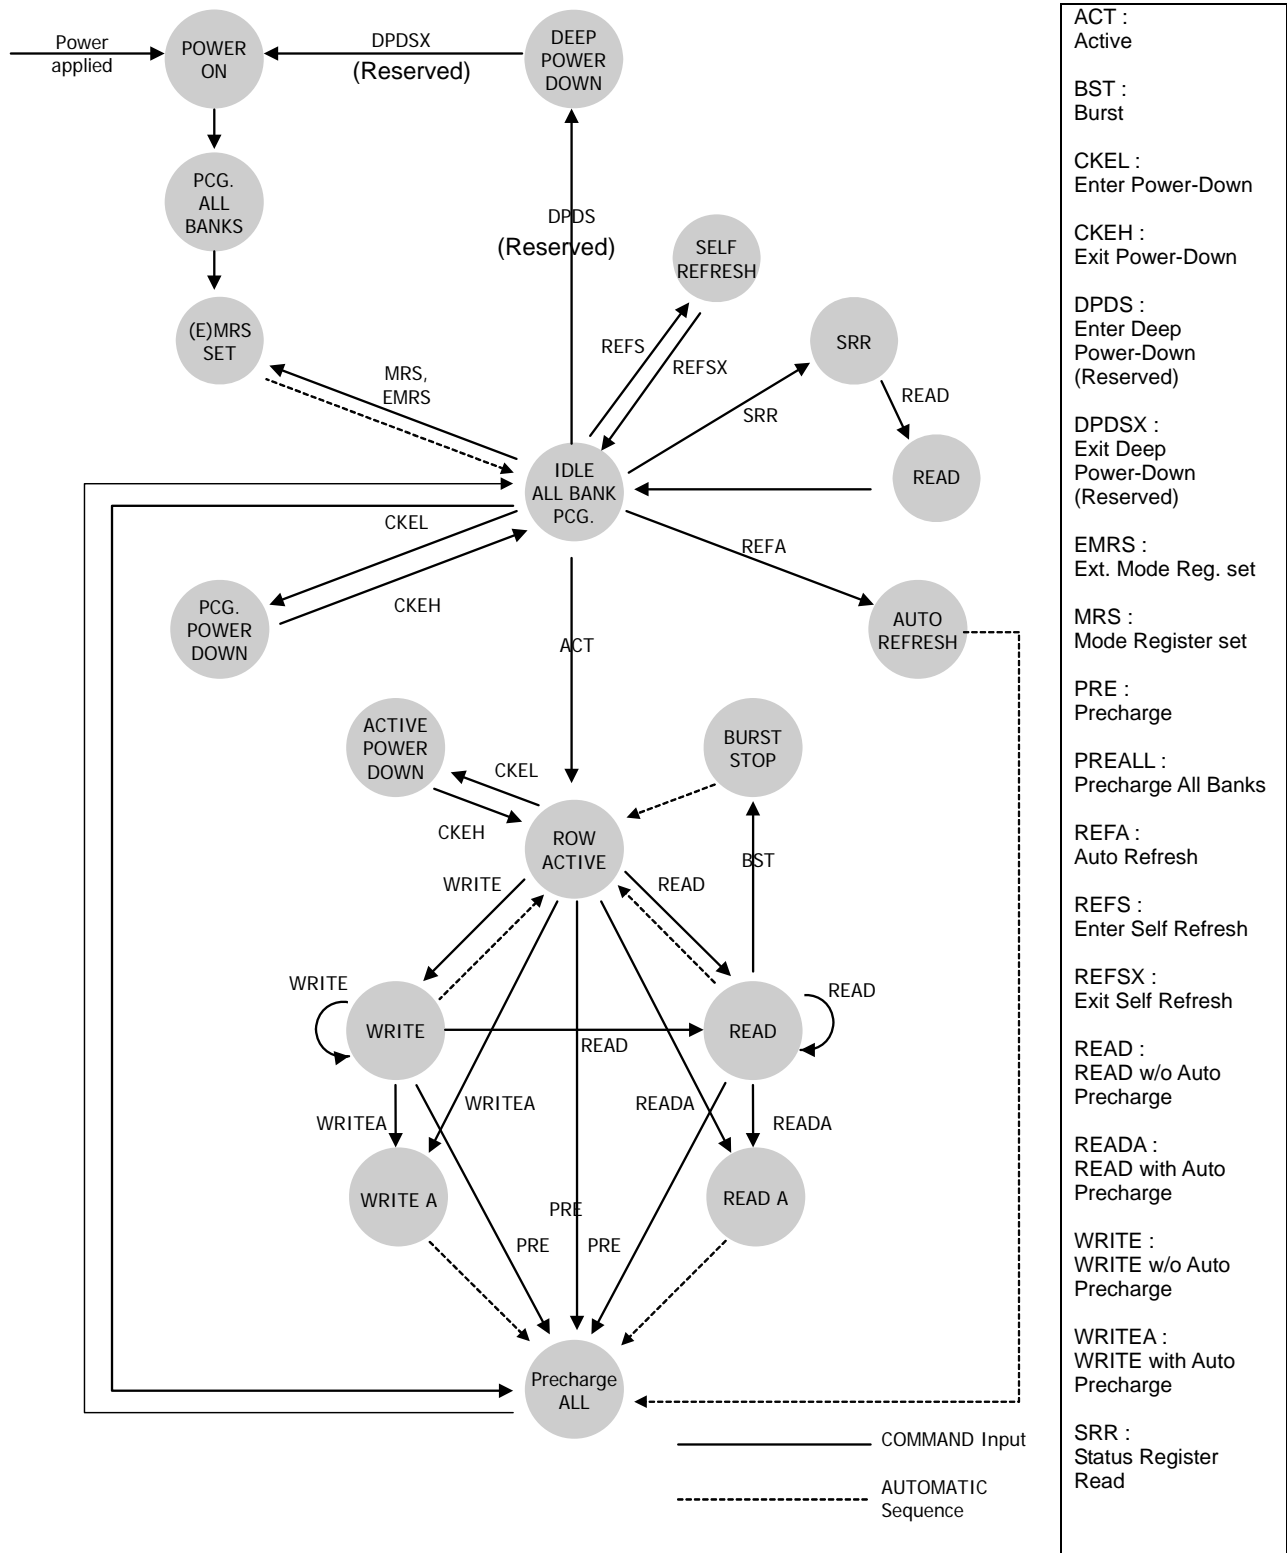 Power
applied
POWER
ON
DPDSX
(Reserved)
DEEP
POWER
DOWN
PCG.
ALL
BANKS
DPDS
(Reserved)
SELF
REFRESH
(E)MRS
SET
MRS,
EMRS
REFS
REFSX
SRR
READ
SRR
READ
IDLE
ALL BANK
PCG.
CKEL
CKEH
PCG.
POWER
DOWN
REFA
AUTO
REFRESH
ACT
ACTIVE
POWER
DOWN
CKEL
CKEH
BURST
STOP
ROW
ACTIVE
BST
WRITE
READ
WRITE
WRITE
READ
READ
READ
WRITEA
WRITEA
READA
READA
WRITE A
READ A
PRE
PRE
PRE
Precharge
ALL
COMMAND Input
AUTOMATIC
Sequence
ACT :
Active
BST :
Burst
CKEL :
Enter Power-Down
CKEH :
Exit Power-Down
DPDS :
Enter Deep
Power-Down
(Reserved)
DPDSX :
Exit Deep
Power-Down
(Reserved)
EMRS :
Ext. Mode Reg. set
MRS :
Mode Register set
PRE :
Precharge
PREALL :
Precharge All Banks
REFA :
Auto Refresh
REFS :
Enter Self Refresh
REFSX :
Exit Self Refresh
READ :
READ w/o Auto
Precharge
READA :
READ with Auto
Precharge
WRITE :
WRITE w/o Auto
Precharge
WRITEA :
WRITE with Auto
Precharge
SRR :
Status Register
Read